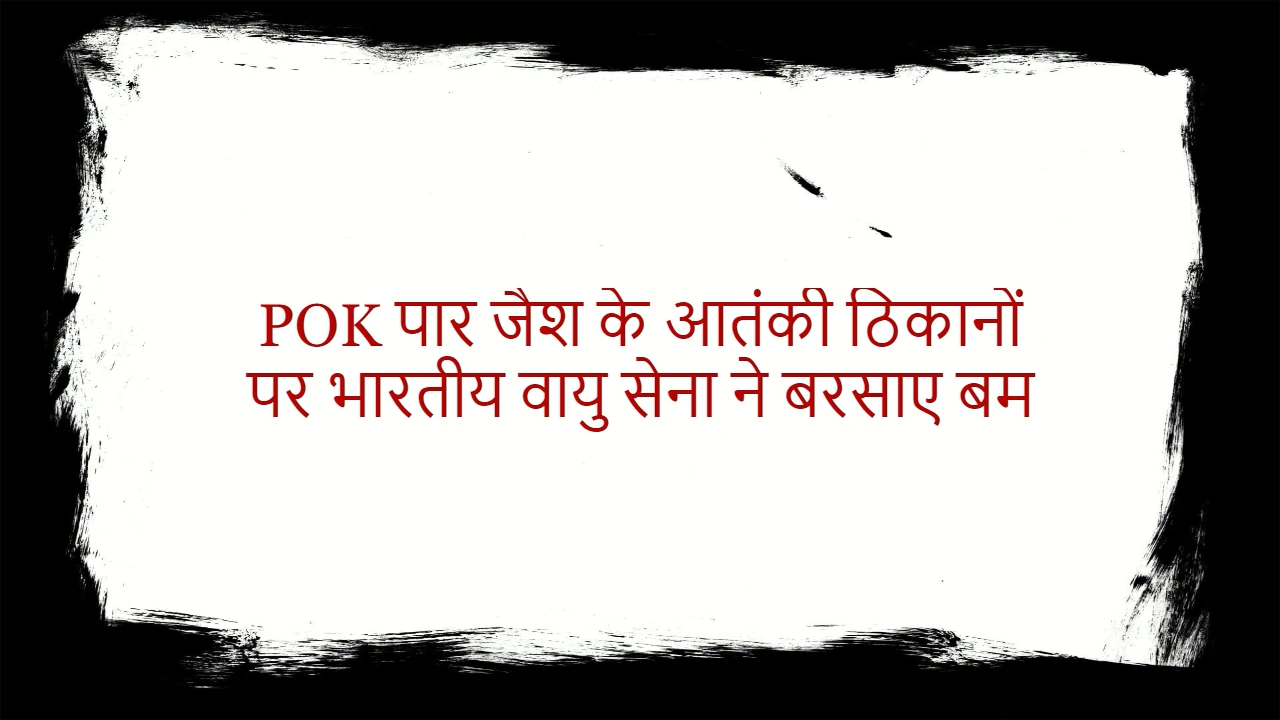 POK पार जैश के आतंकी ठिकानों
पर भारतीय वायु सेना ने बरसाए बम